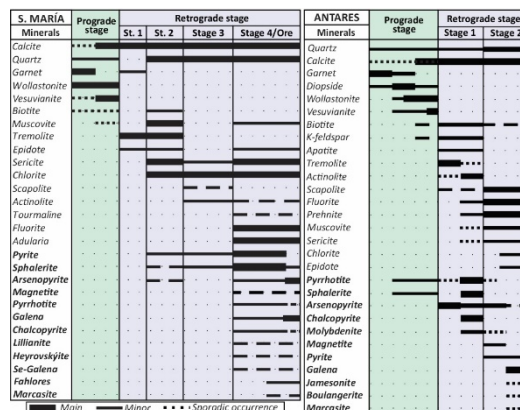 S. MARÍA
Prograde stage
Retrograde stage
Minerals
St. 1
St. 2
Stage 3
Stage 4/Ore
Calcite
Quartz
Garnet
Wollastonite
Vesuvianite
Biotite
Muscovite
Tremolite
Epidote
Sericite
Chlorite
Scapolite
Actinolite
Tourmaline
Fluorite
Adularia
Pyrite
Sphalerite
Arsenopyrite
Magnetite
Pyrrhotite
Galena
Chalcopyrite
Lillianite
Heyrovskÿite
Se-Galena
Fahlores
Marcasite
Main
Minor
Sporadic occurrence
ANTARES
Prograde stage
Retrograde stage
Minerals
Stage 1
Stage 2
Quartz
Calcite
Garnet
Diopside
Wollastonite
Vesuvianite
Biotite
K-feldspar
Apatite
Tremolite
Actinolite
Scapolite
Fluorite
Prehnite
Muscovite
Sericite
Chlorite
Epidote
Pyrrhotite
Sphalerite
Arsenopyrite
Chalcopyrite
Molybdenite
Magnetite
Pyrite
Galena
Jamesonite
Boulangerite
Marcasite